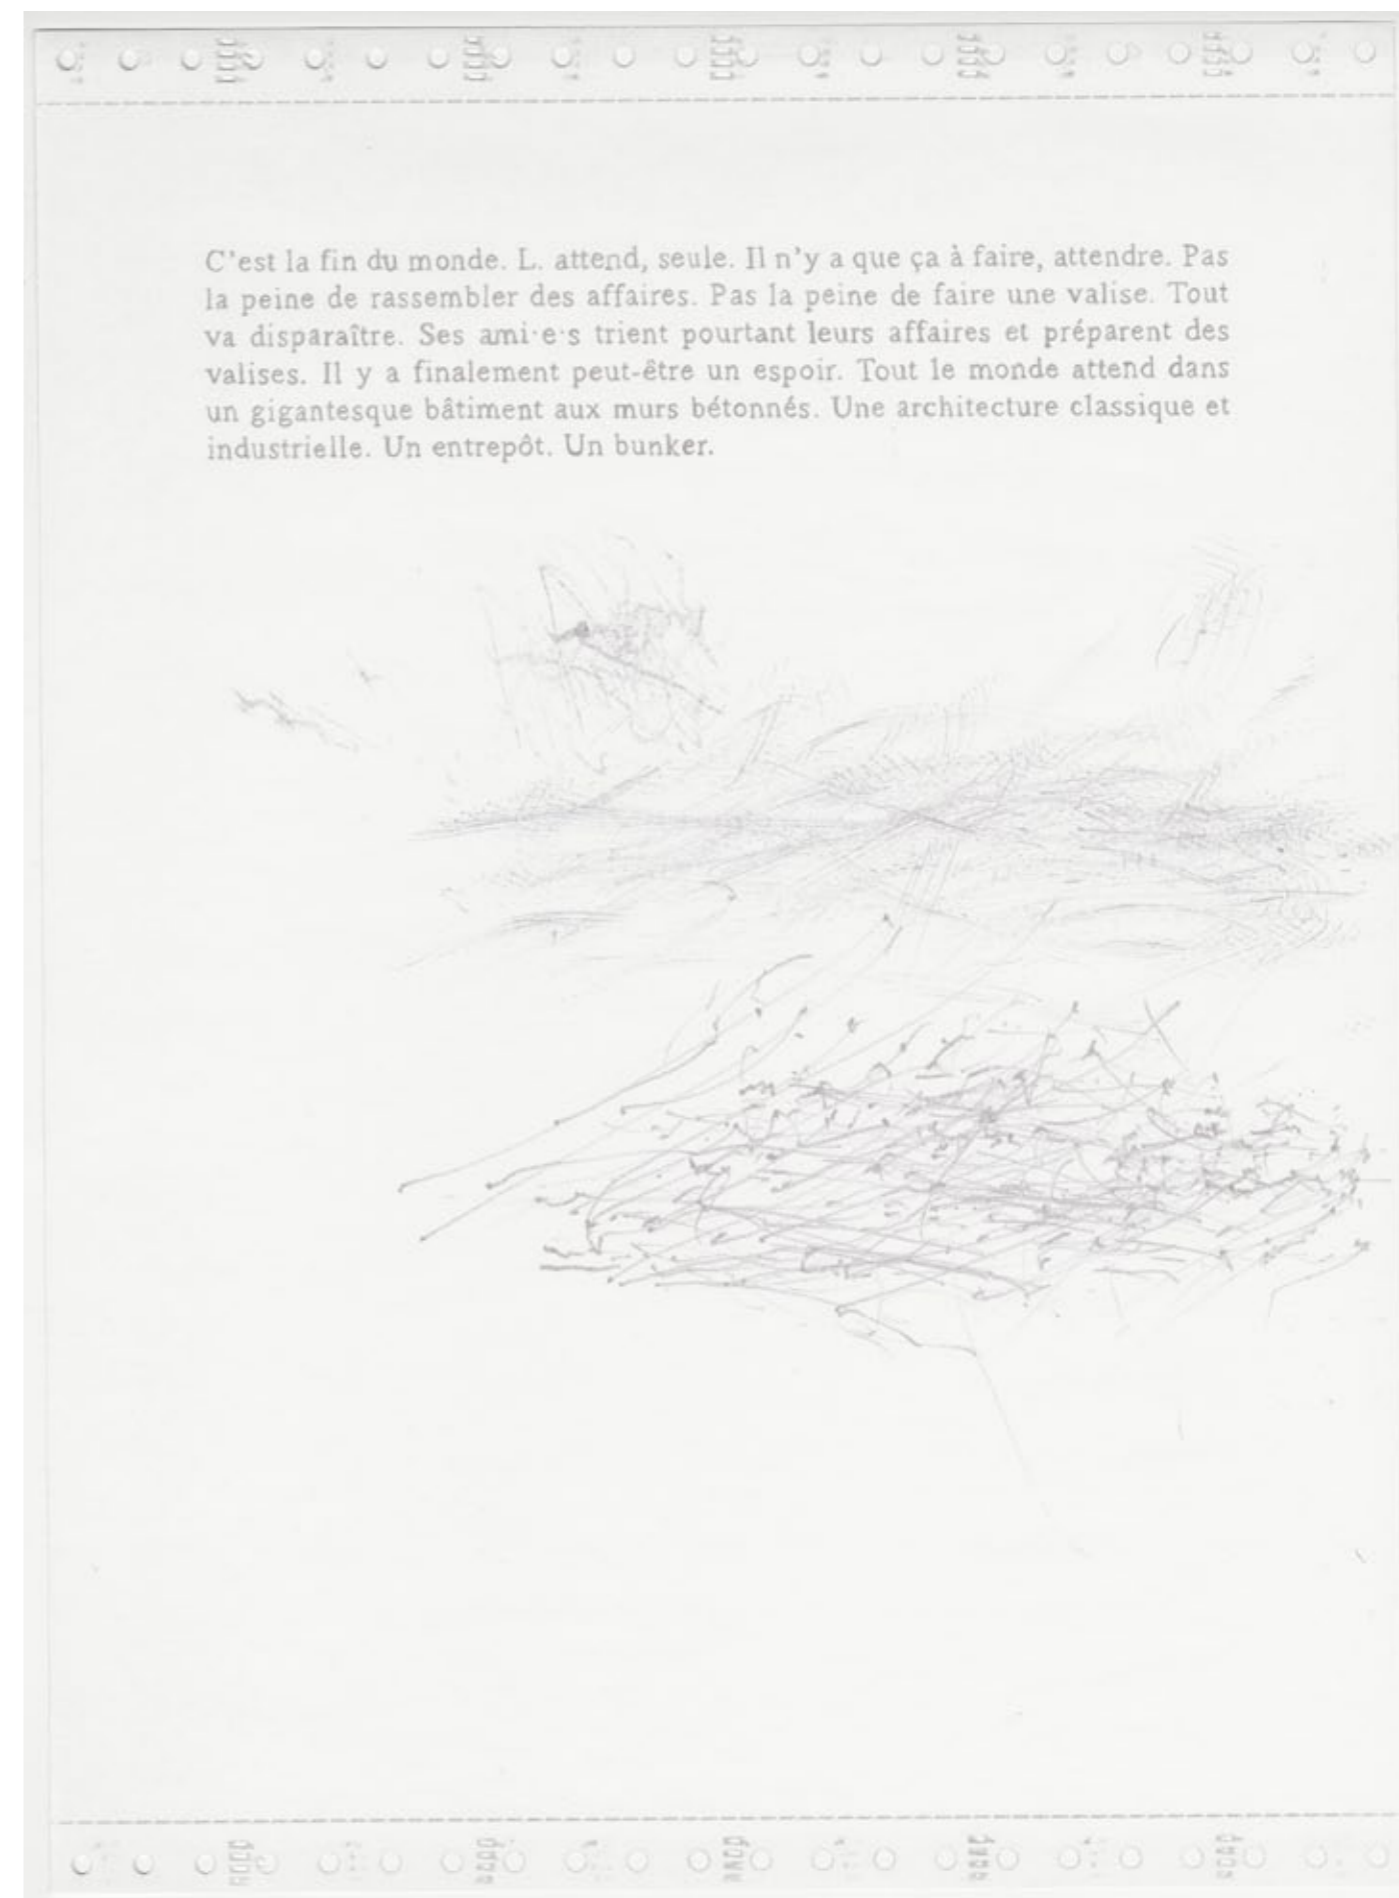 C'est la fin du monde. L. attend, seule. Il n'y a que ça à faire, attendre. Pas
la peine de rassembler des affaires. Pas la peine de faire une valise. Tout
va disparaître. Ses ami·e·s trient pourtant leurs affaires et préparent des
valises. Il y a finalement peut-être un espoir. Tout le monde attend dans
un gigantesque bâtiment aux murs bétonnés. Une architecture classique et
industrielle. Un entrepôt. Un bunker.